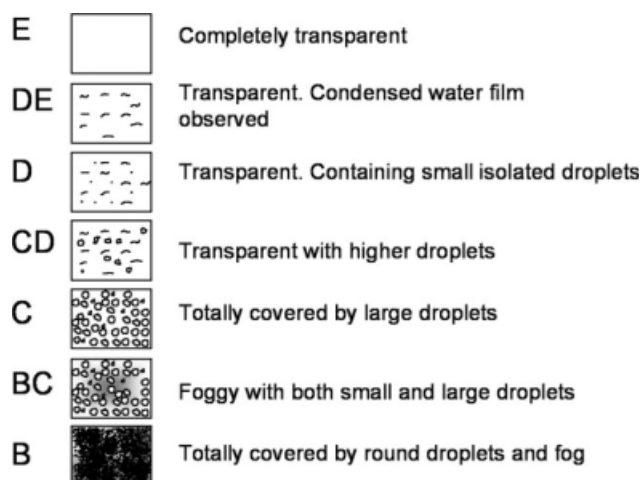 E Completely transparent
DE Transparent. Condensed water film
observed
D Transparent. Containing small isolated droplets
CD Transparent with higher droplets
C Totally covered by large droplets
BC Foggy with both small and large droplets
B Totally covered by round droplets and fog